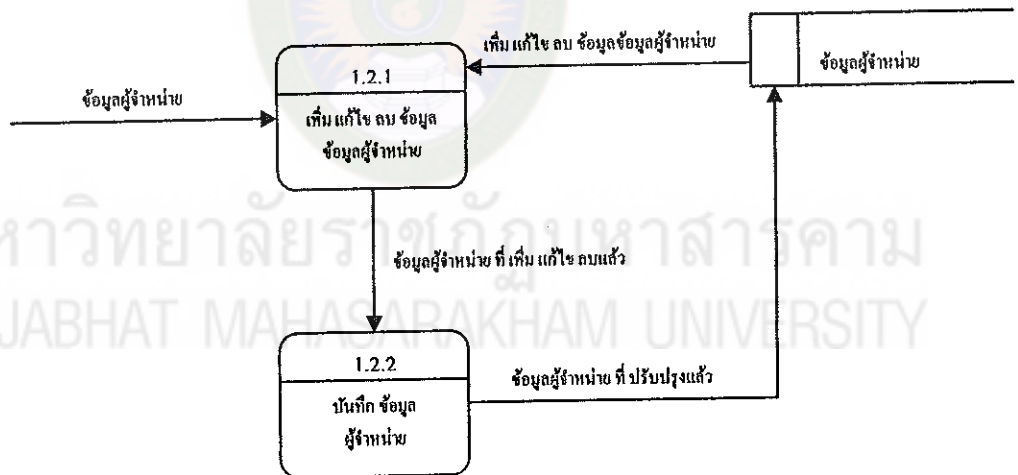 เพิ่ม แก้ไข ลบ ข้อมูลข้อมูลผู้จำหน่าย
ข้อมูลผู้จำหน่าย
ข้อมูลผู้จำหน่าย
1.2.1
เพิ่ม แก้ไข ลบ ข้อมูล
ข้อมูลผู้จำหน่าย
หาวิทยาลัยราชภัฏมหาสารคาม
ข้อมูลผู้จำหน่าย ที่ เพิ่ม แก้ไข ลบแล้ว
JABHAT MAHASARAKHAM UNIVERSITY
1.2.2
บันทึก ข้อมูล
ผู้จำหน่าย
ข้อมูลผู้จำหน่าย ที่ ปรับปรุงแล้ว